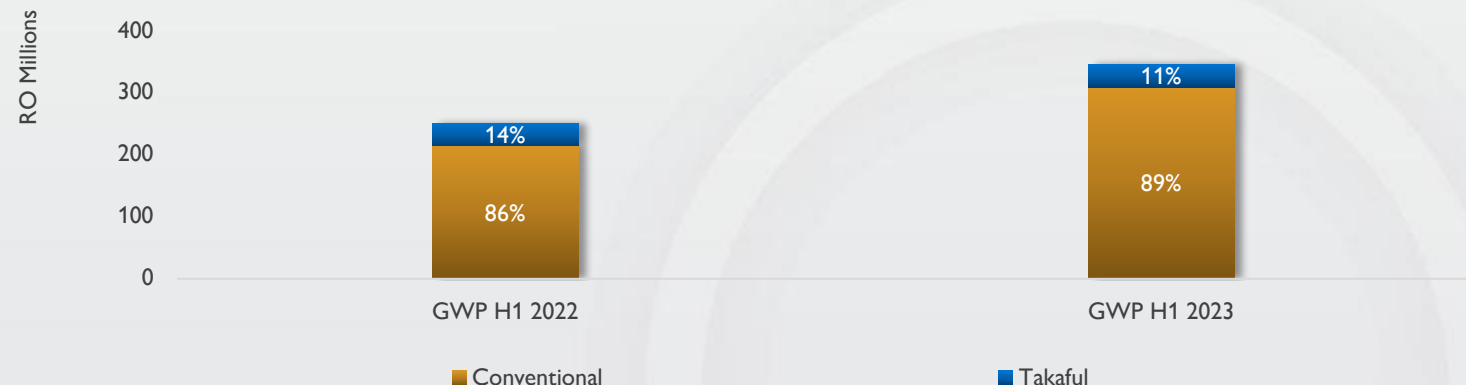 RO Millions
400
300
200
100
0
14%
86%
11%
89%
GWP H1 2022
GWP H1 2023
Conventional
Takaful